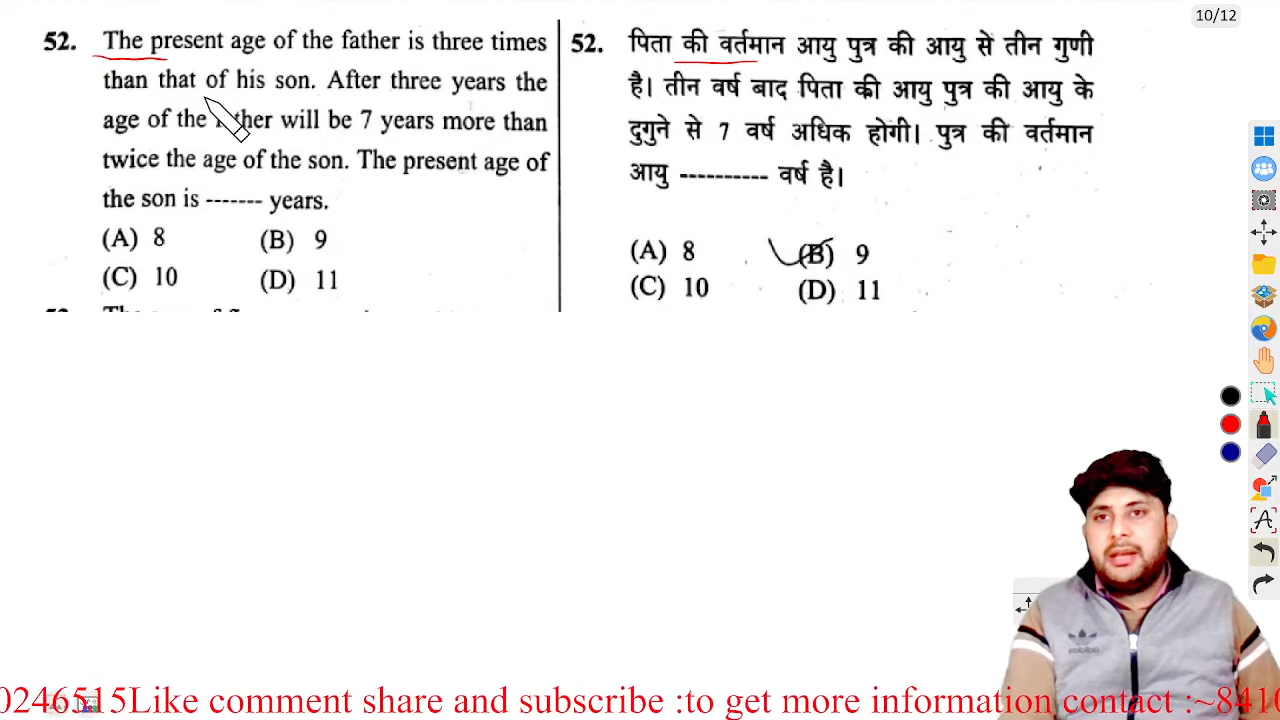 10/12
52. The present age of the father is three times
than that of his son. After three years the
age of the ther will be 7 years more than
twice the age of the son. The present age of
the son is ------- years.
(A) 8 (B) 9
(C) 10 (D) 11
52. पिता की वर्तमान आयु पुत्र की आयु से तीन गुणी
है। तीन वर्ष बाद पिता की आयु पुत्र की आयु के
दुगुने से 7 वर्ष अधिक होगी। पुत्र की वर्तमान
आयु ---------- वर्ष है।
(A) 8 (B) 9
(C) 10 (D) 11
0246515Like comment share and subscribe :to get more information contact :~8410